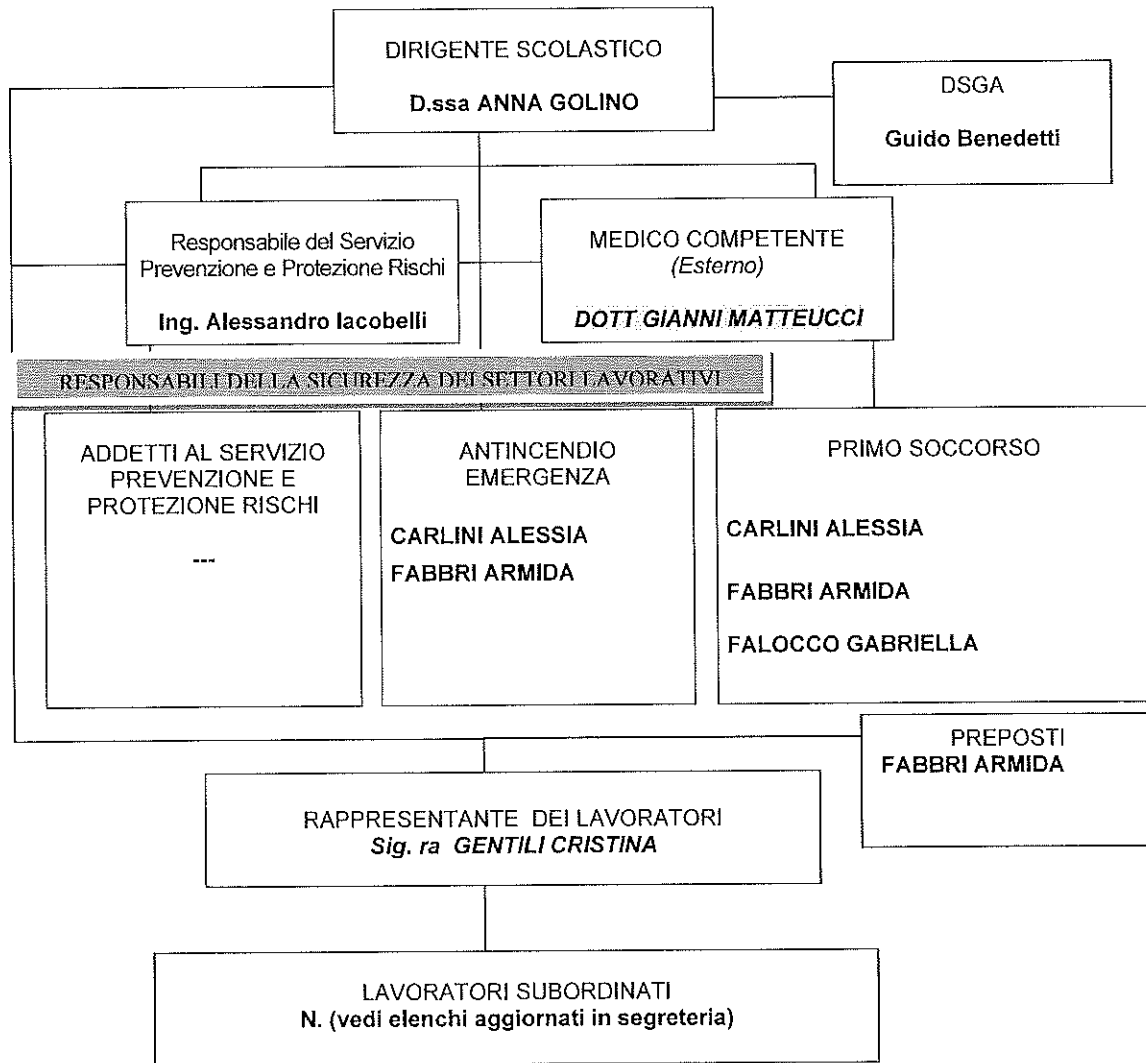 DIRIGENTE SCOLASTICO
D.ssa ANNA GOLINO
DSGA
Guido Benedetti
Responsabile del Servizio
Prevenzione e Protezione Rischi
Ing. Alessandro Iacobelli
MEDICO COMPETENTE
(Esterno)
DOTT GIANNI MATTEUCCI
RESPONSABILI DELLA SICUREZZA DEI SETTORI LAVORATIVI
ADDETTI AL SERVIZIO
PREVENZIONE E
PROTEZIONE RISCHI
---
ANTINCENDIO
EMERGENZA
CARLINI ALESSIA
FABBRI ARMIDA
PRIMO SOCCORSO
CARLINI ALESSIA
FABBRI ARMIDA
FALOCCO GABRIELLA
PREPOSTI
FABBRI ARMIDA
RAPPRESENTANTE DEI LAVORATORI
Sig. ra GENTILI CRISTINA
LAVORATORI SUBORDINATI
N. (vedi elenchi aggiornati in segreteria)